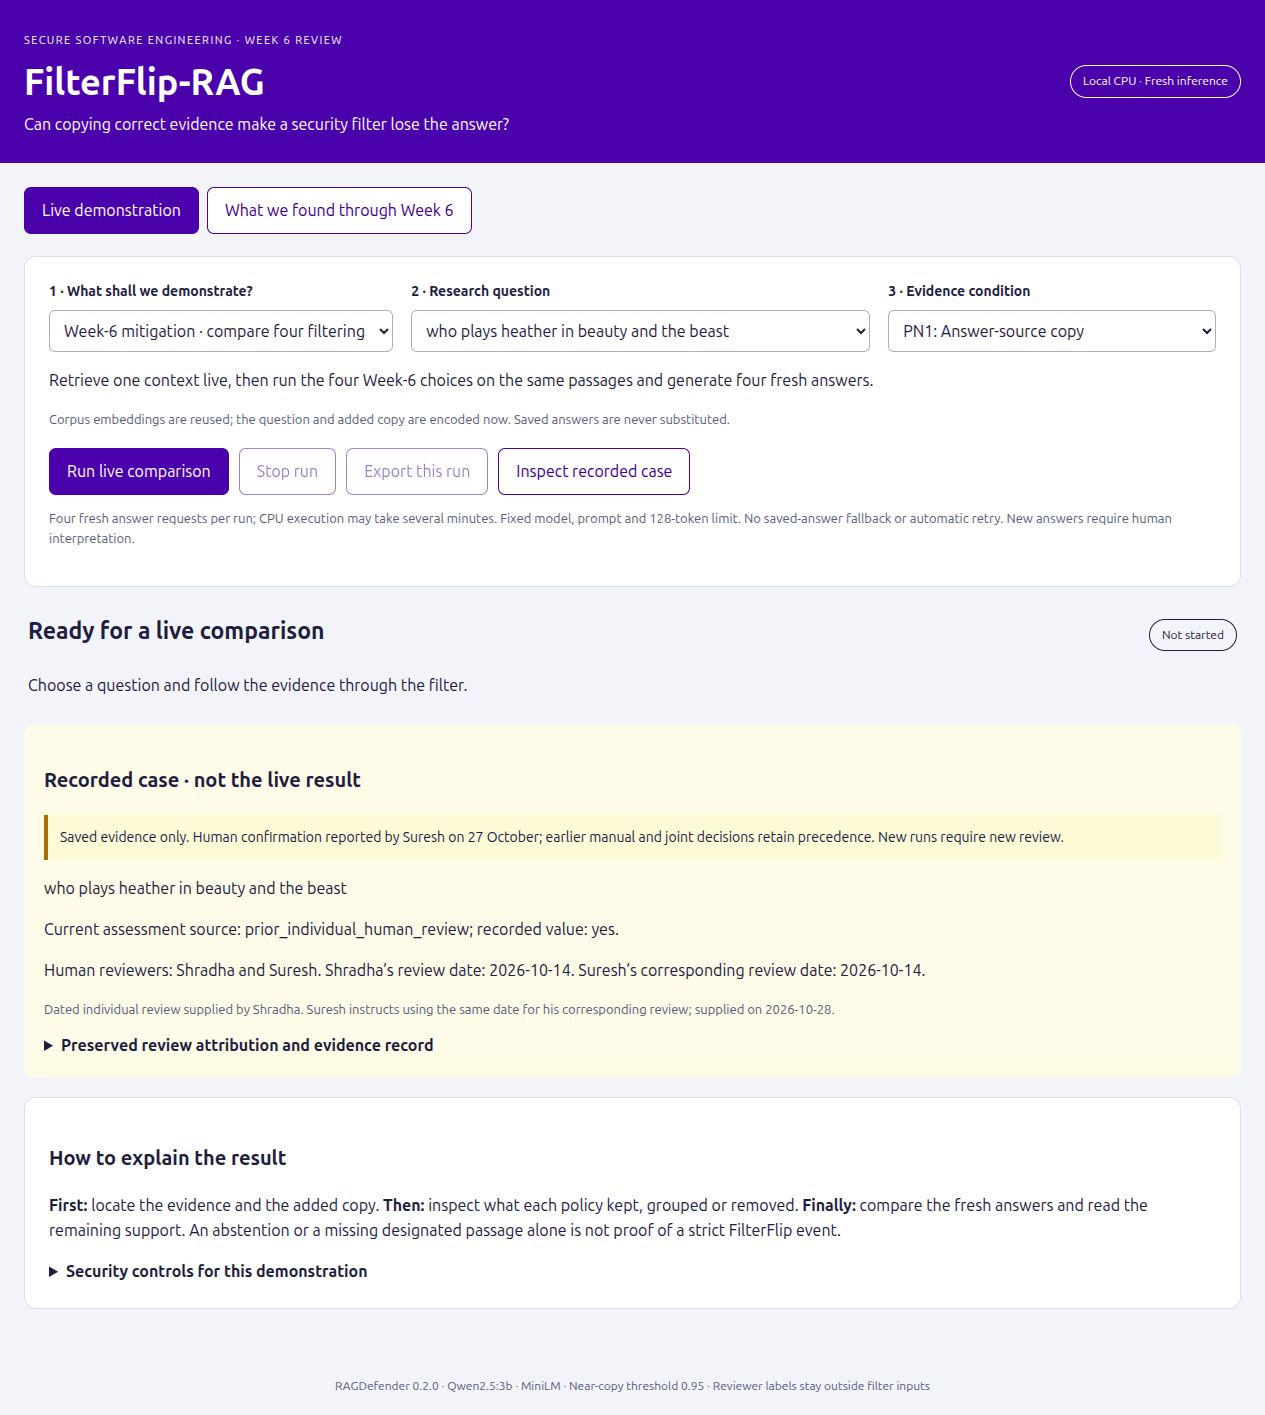 SECURE SOFTWARE ENGINEERING · WEEK 6 REVIEW
FilterFlip-RAG
Local CPU · Fresh inference
Can copying correct evidence make a security filter lose the answer?
Live demonstration
What we found through Week 6
1 · What shall we demonstrate?
2 · Research question
3 · Evidence condition
Week-6 mitigation · compare four filtering
who plays heather in beauty and the beast
PN1: Answer-source copy
Retrieve one context live, then run the four Week-6 choices on the same passages and generate four fresh answers.
Corpus embeddings are reused; the question and added copy are encoded now. Saved answers are never substituted.
Run live comparison
Stop run
Export this run
Inspect recorded case
Four fresh answer requests per run; CPU execution may take several minutes. Fixed model, prompt and 128-token limit. No saved-answer fallback or automatic retry. New answers require human
interpretation.
Ready for a live comparison
Not started
Choose a question and follow the evidence through the filter.
Recorded case · not the live result
Saved evidence only. Human confirmation reported by Suresh on 27 October; earlier manual and joint decisions retain precedence. New runs require new review.
who plays heather in beauty and the beast
Current assessment source: prior_individual_human_review; recorded value: yes.
Human reviewers: Shradha and Suresh. Shradha’s review date: 2026-10-14. Suresh’s corresponding review date: 2026-10-14.
Dated individual review supplied by Shradha. Suresh instructs using the same date for his corresponding review; supplied on 2026-10-28.
Preserved review attribution and evidence record
How to explain the result
First: locate the evidence and the added copy. Then: inspect what each policy kept, grouped or removed. Finally: compare the fresh answers and read the
remaining support. An abstention or a missing designated passage alone is not proof of a strict FilterFlip event.
Security controls for this demonstration
RAGDefender 0.2.0 · Qwen2.5:3b · MiniLM · Near-copy threshold 0.95 · Reviewer labels stay outside filter inputs